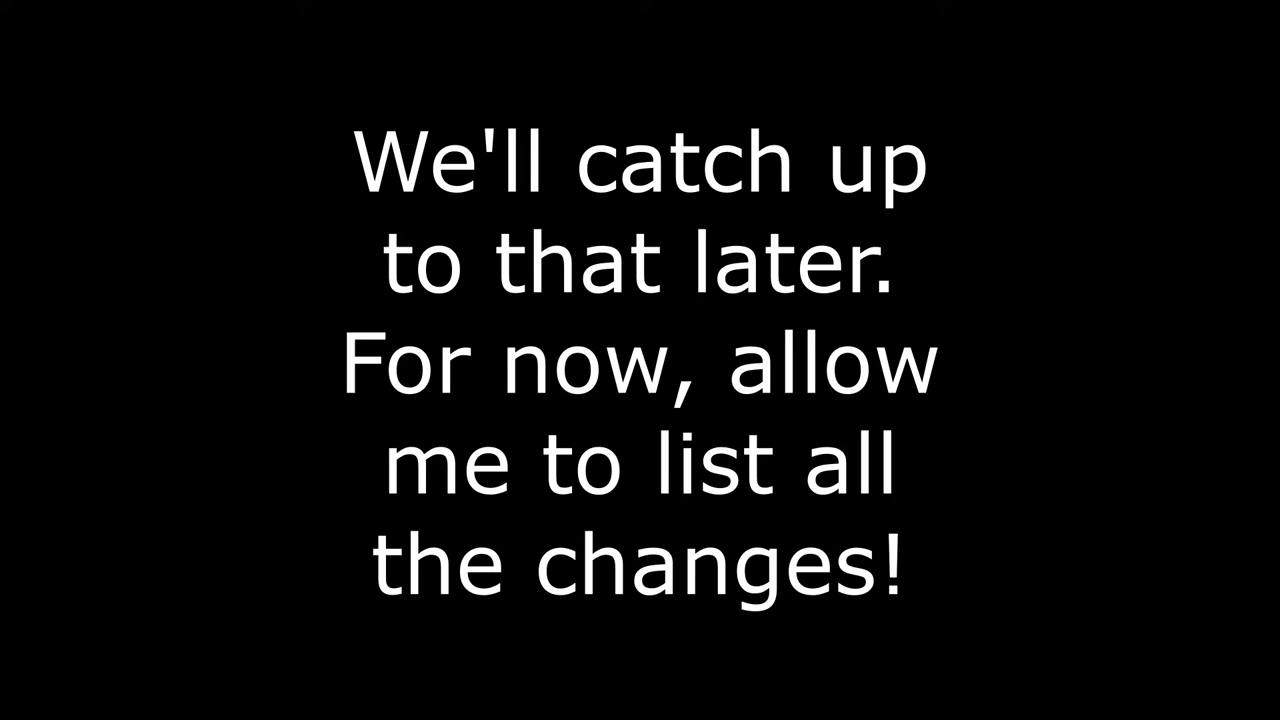 We'll catch up
to that later.
For now, allow
me to list all
the changes!